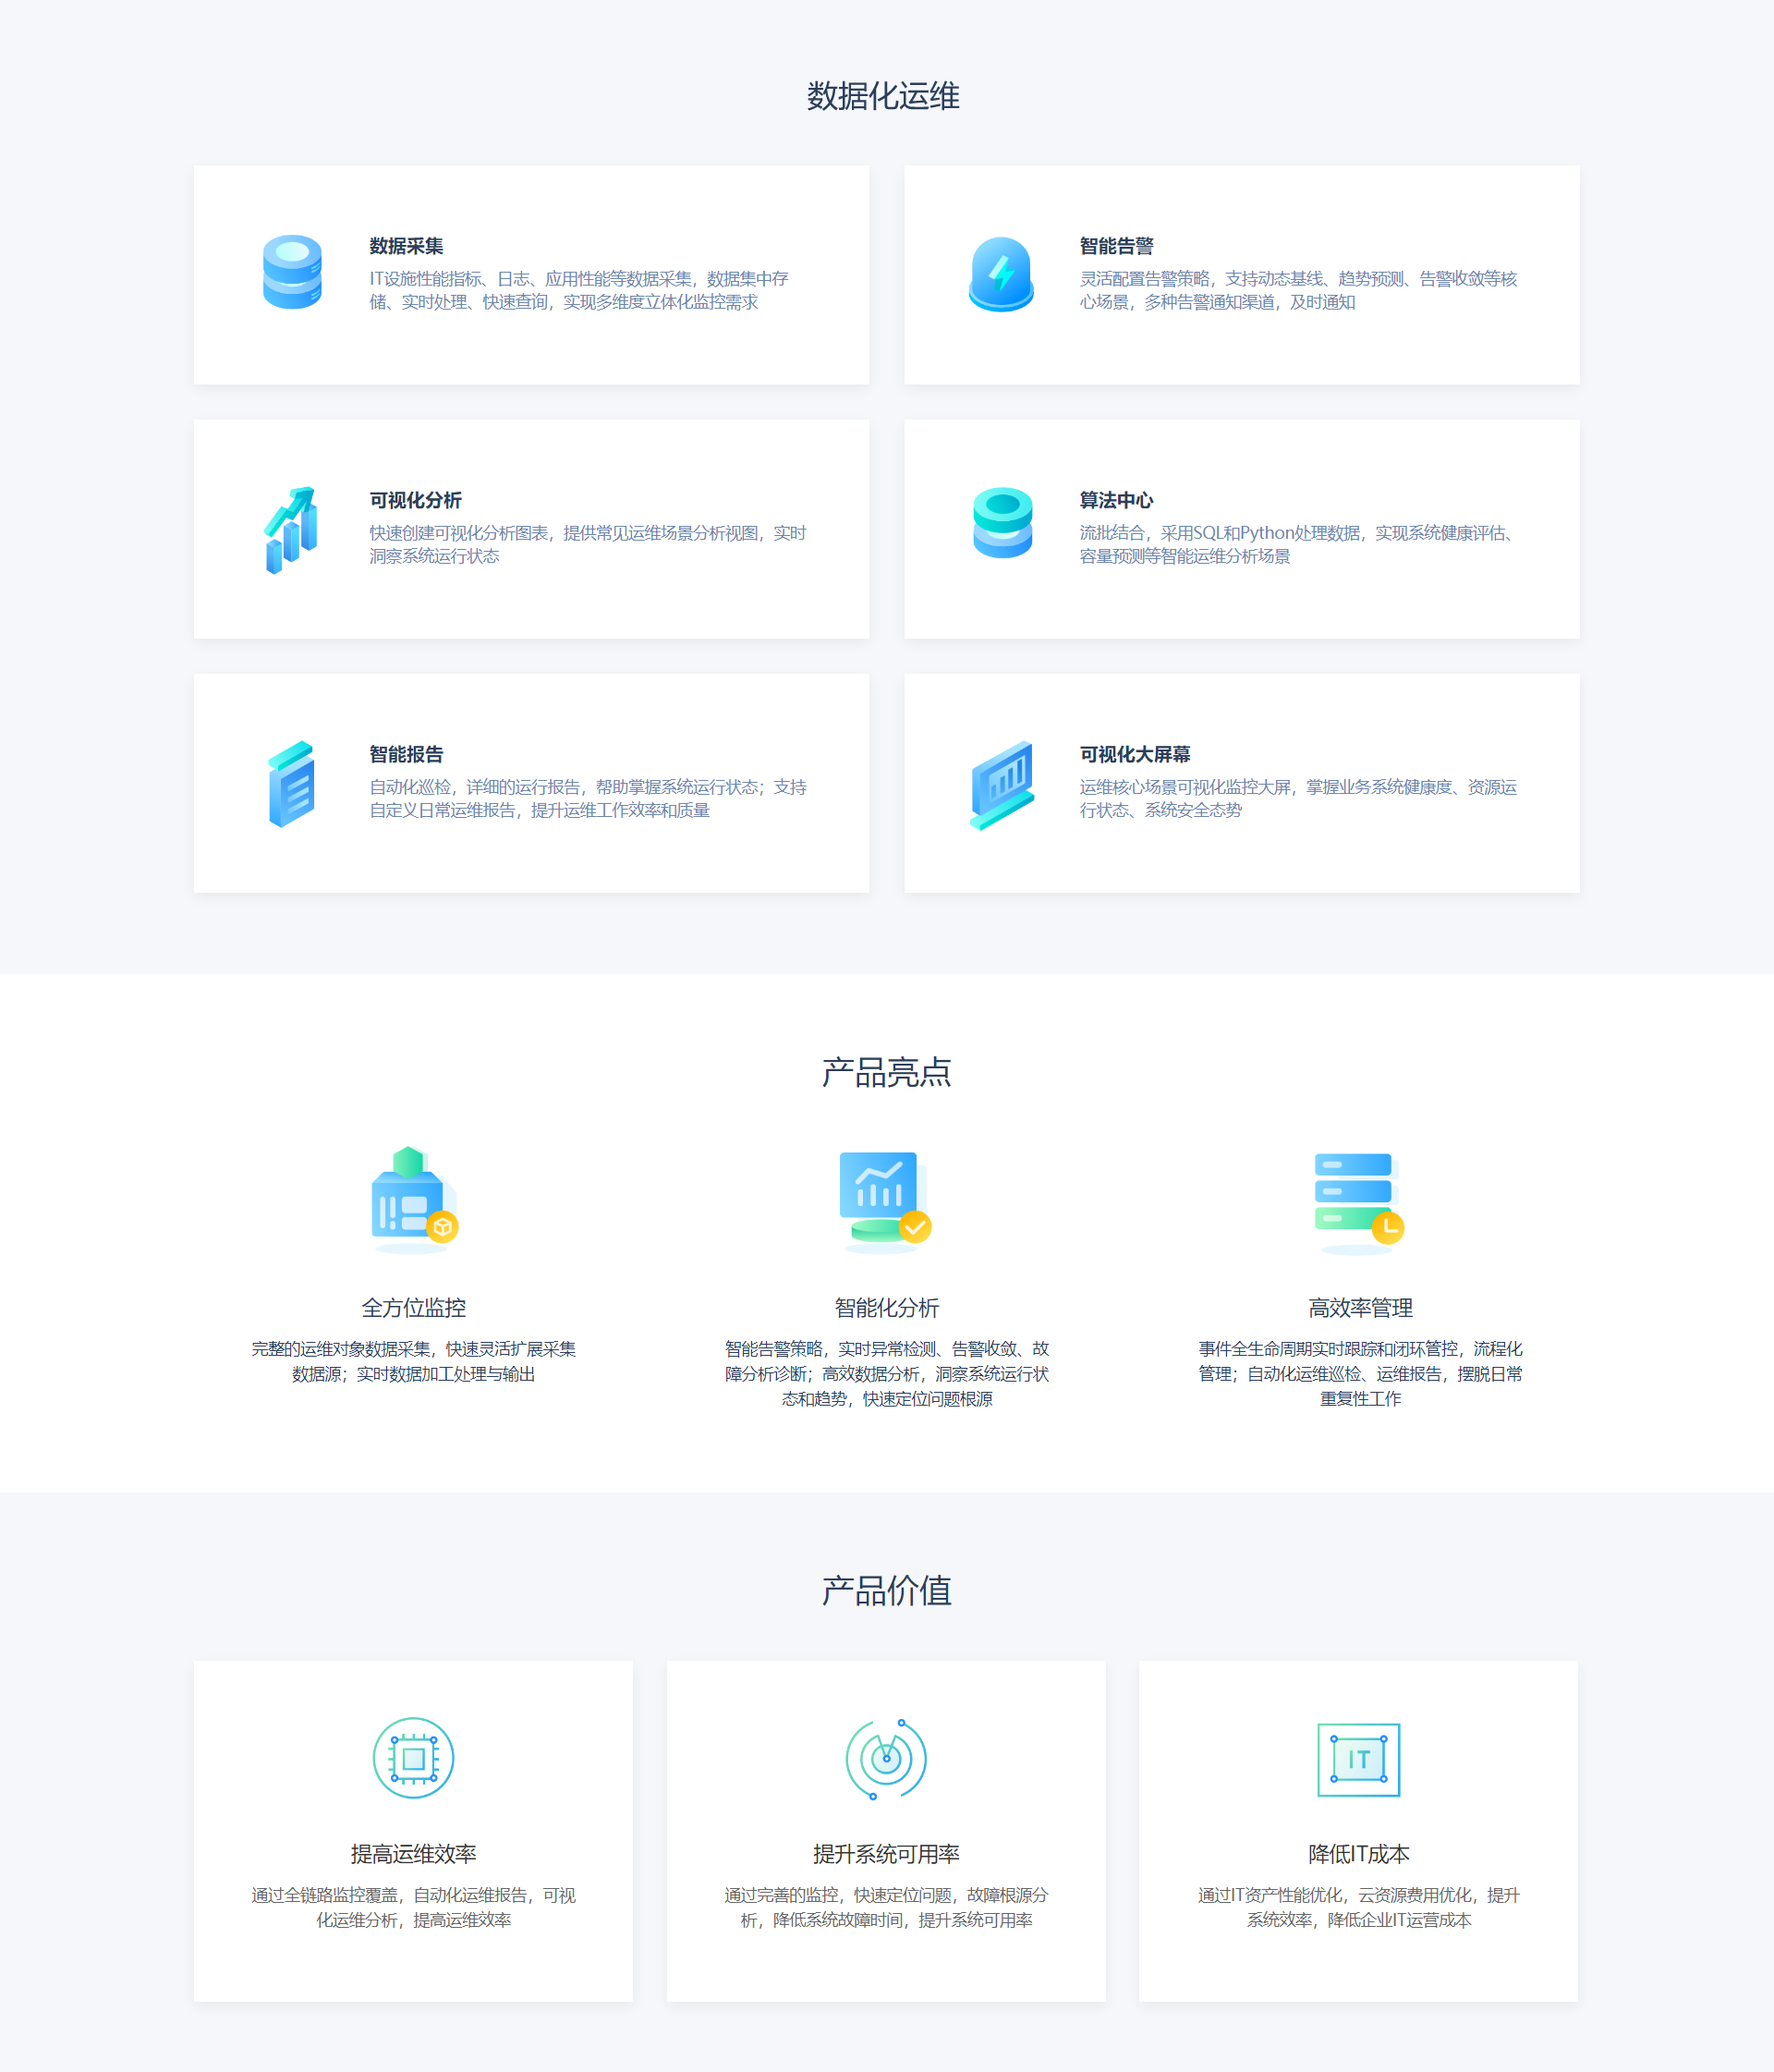 数据化运维
数据采集
IT设施性能指标、日志、应用性能等数据采集，数据集中存
储、实时处理、快速查询，实现多维度立体化监控需求
智能告警
灵活配置告警策略，支持动态基线、趋势预测、告警收敛等核
心场景，多种告警通知渠道，及时通知
可视化分析
快速创建可视化分析图表，提供常见运维场景分析视图，实时
洞察系统运行状态
算法中心
流批结合，采用SQL和Python处理数据，实现系统健康评估、
容量预测等智能运维分析场景
智能报告
自动化巡检，详细的运行报告，帮助掌握系统运行状态；支持
自定义日常运维报告，提升运维工作效率和质量
可视化大屏幕
运维核心场景可视化监控大屏，掌握业务系统健康度、资源运
行状态、系统安全态势
产品亮点
全方位监控
完整的运维对象数据采集，快速灵活扩展采集
数据源；实时数据加工处理与输出
智能化分析
智能告警策略，实时异常检测、告警收敛、故
障分析诊断；高效数据分析，洞察系统运行状
态和趋势，快速定位问题根源
高效率管理
事件全生命周期实时跟踪和闭环管控，流程化
管理；自动化运维巡检、运维报告，摆脱日常
重复性工作
产品价值
提高运维效率
通过全链路监控覆盖，自动化运维报告，可视
化运维分析，提高运维效率
提升系统可用率
通过完善的监控，快速定位问题，故障根源分
析，降低系统故障时间，提升系统可用率
IT
降低IT成本
通过IT资产性能优化，云资源费用优化，提升
系统效率，降低企业IT运营成本